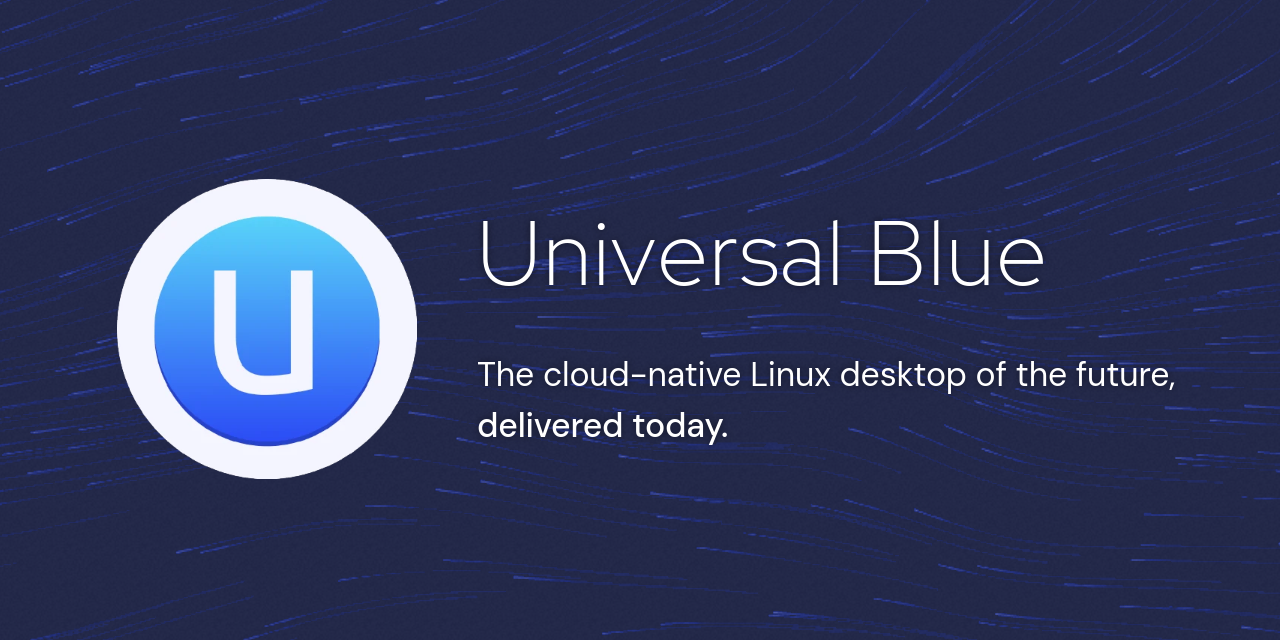 U
Universal Blue
The cloud-native Linux desktop of the future,
delivered today.